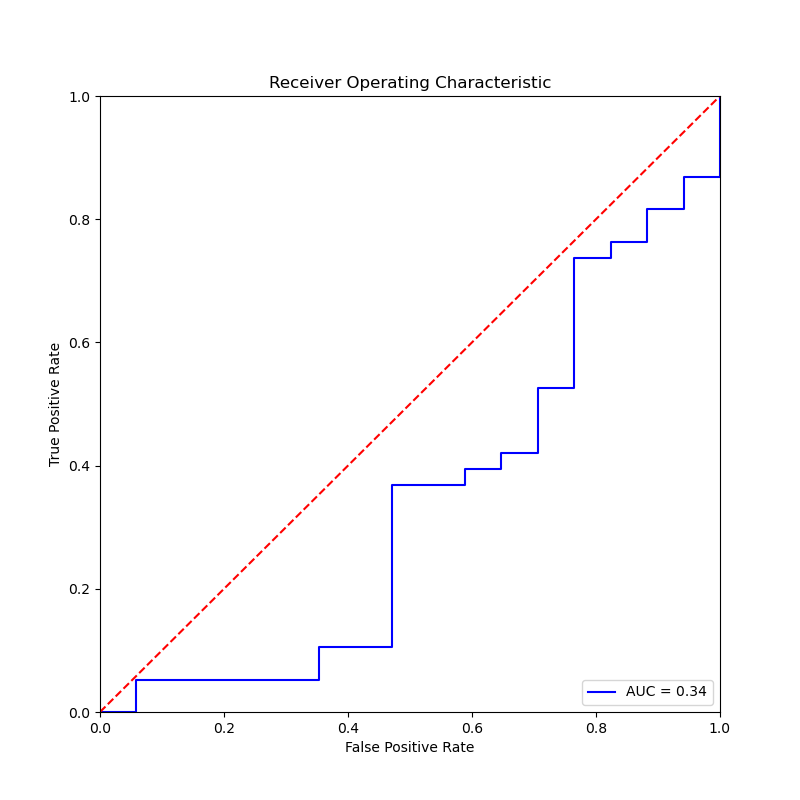 Receiver Operating Characteristic
1.0
0.8
0.6
0.4
0.2
0.0
True Positive Rate
AUC = 0.34
0.0 0.2 0.4 0.6 0.8 1.0
False Positive Rate